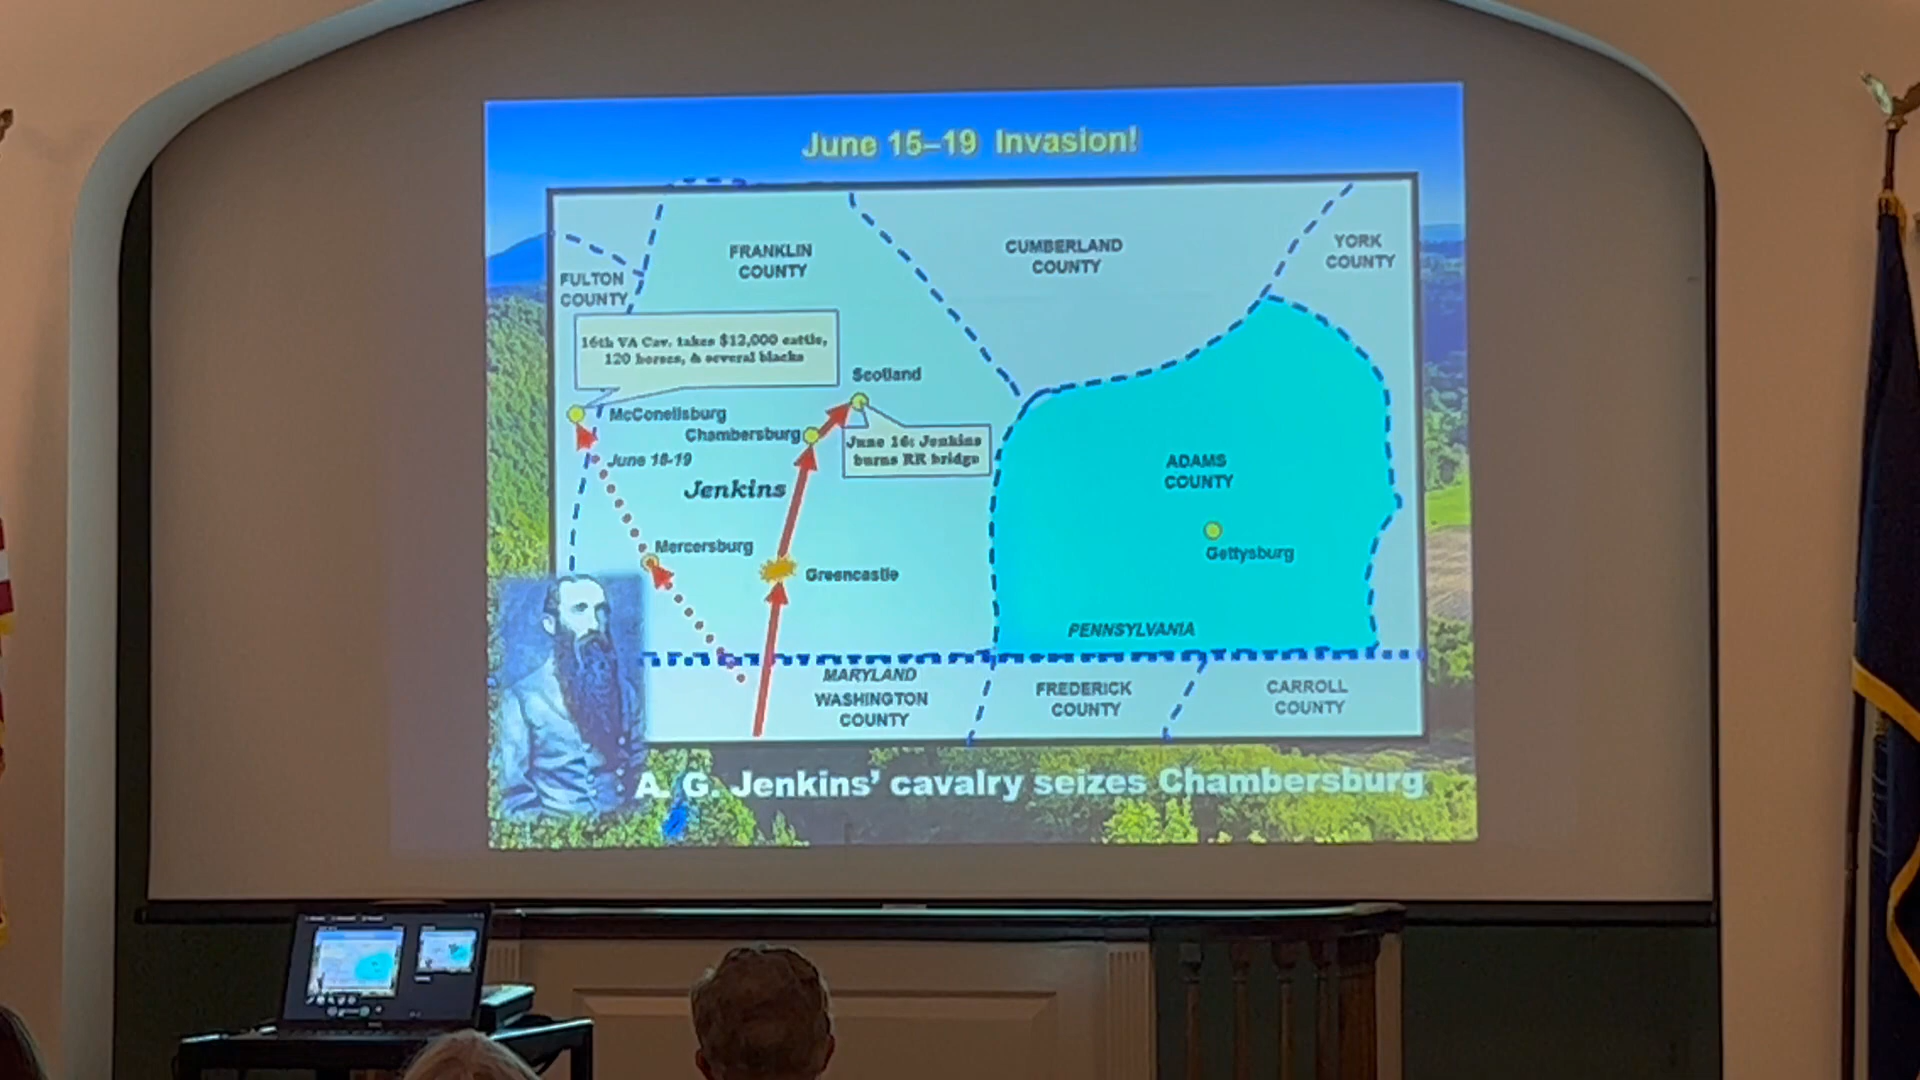 June 15–19 Invasion!
FRANKLIN
COUNTY
CUMBERLAND
COUNTY
YORK
COUNTY
FULTON
COUNTY
16th VA Cav. takes $12,000 cattle,
120 horses, & several blacks
Scotland
McConellsburg
Chambersburg
June 16: Jenkins
burns RR bridge
June 18-19
Jenkins
ADAMS
COUNTY
Mercersburg
Gettysburg
Greencastle
PENNSYLVANIA
MARYLAND
WASHINGTON
COUNTY
FREDERICK
COUNTY
CARROLL
COUNTY
A. G. Jenkins' cavalry seizes Chambersburg